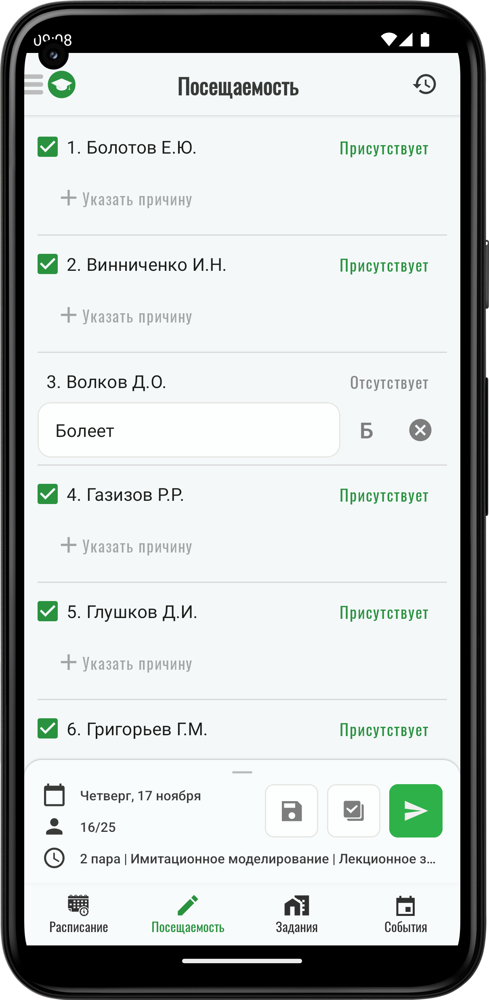 09:08
Посещаемость
1. Болотов Е.Ю. Присутствует
Указать причину
2. Винниченко И.Н. Присутствует
Указать причину
3. Волков Д.О. Отсутствует
Болеет Б
4. Газизов Р.Р. Присутствует
Указать причину
5. Глушков Д.И. Присутствует
Указать причину
6. Григорьев Г.М. Присутствует
Четверг, 17 ноября
16/25
2 пара | Имитационное моделирование | Лекционное з...
Расписание Посещаемость Задания События